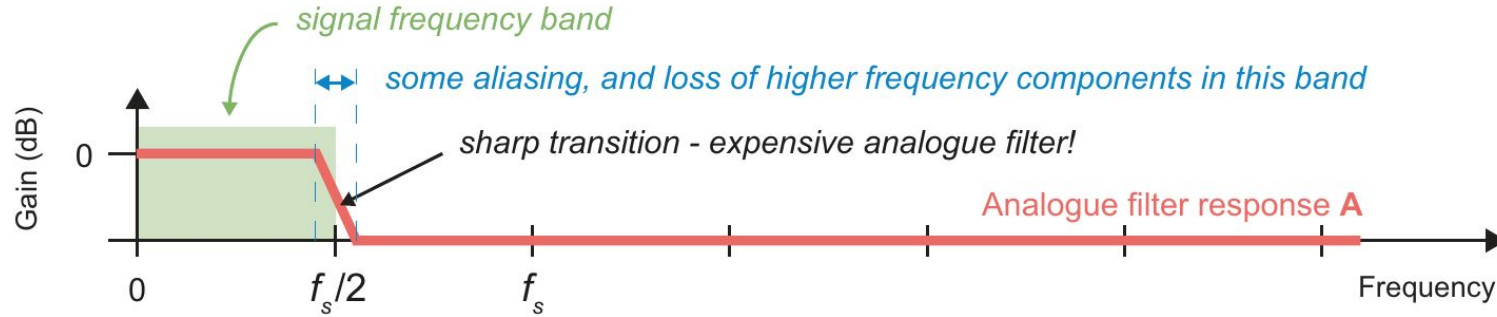 signal frequency band
some aliasing, and loss of higher frequency components in this band
sharp transition - expensive analogue filter!
Gain (dB)
0
Analogue filter response A
0
fs/2
fs
Frequency